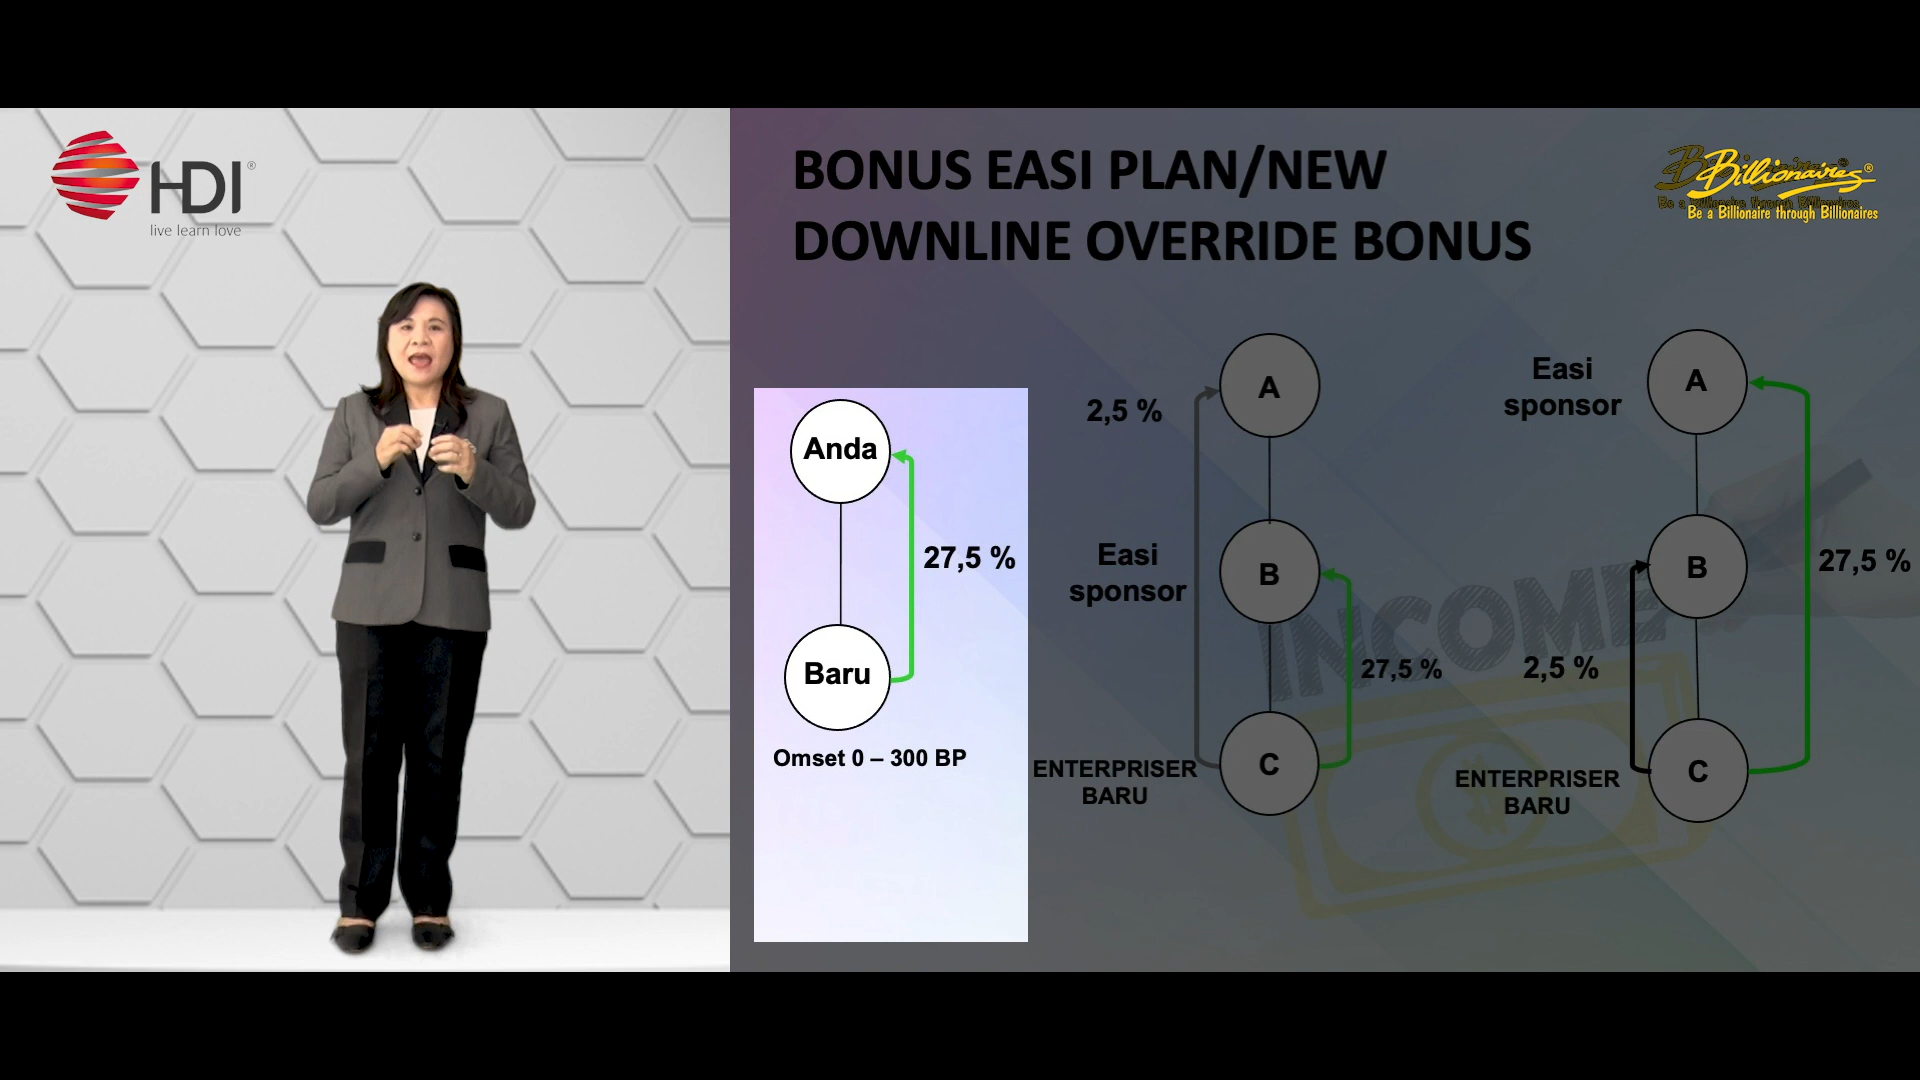 HDI®
live learn love
BONUS EASI PLAN/NEW
DOWNLINE OVERRIDE BONUS
Billionaires®
Be a Billionaire through Billionaires
Anda
27,5 %
Baru
Omset 0 – 300 BP
A
2,5 %
Easi
sponsor
B
27,5 %
C
ENTERPRISER
BARU
Easi
sponsor
A
B
27,5 %
2,5 %
C
ENTERPRISER
BARU
INCOME